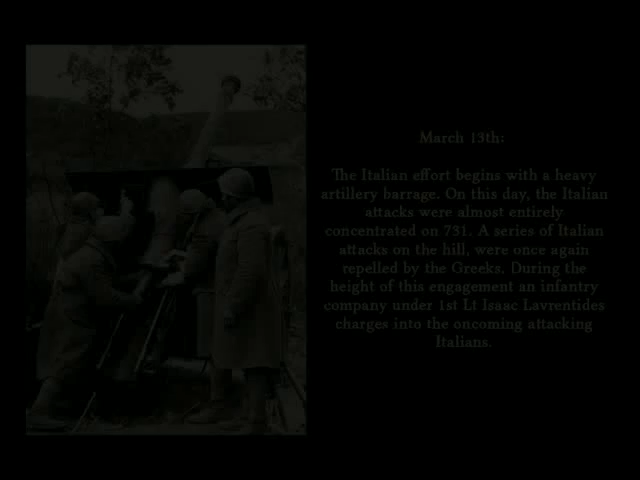 March 13th:
The Italian effort begins with a heavy
artillery barrage. On this day, the Italian
attacks were almost entirely
concentrated on 731. A series of Italian
attacks on the hill, were once again
repelled by the Greeks. During the
height of this engagement an infantry
company under 1st Lt Isaac Lavrentides
charges into the oncoming attacking
Italians.